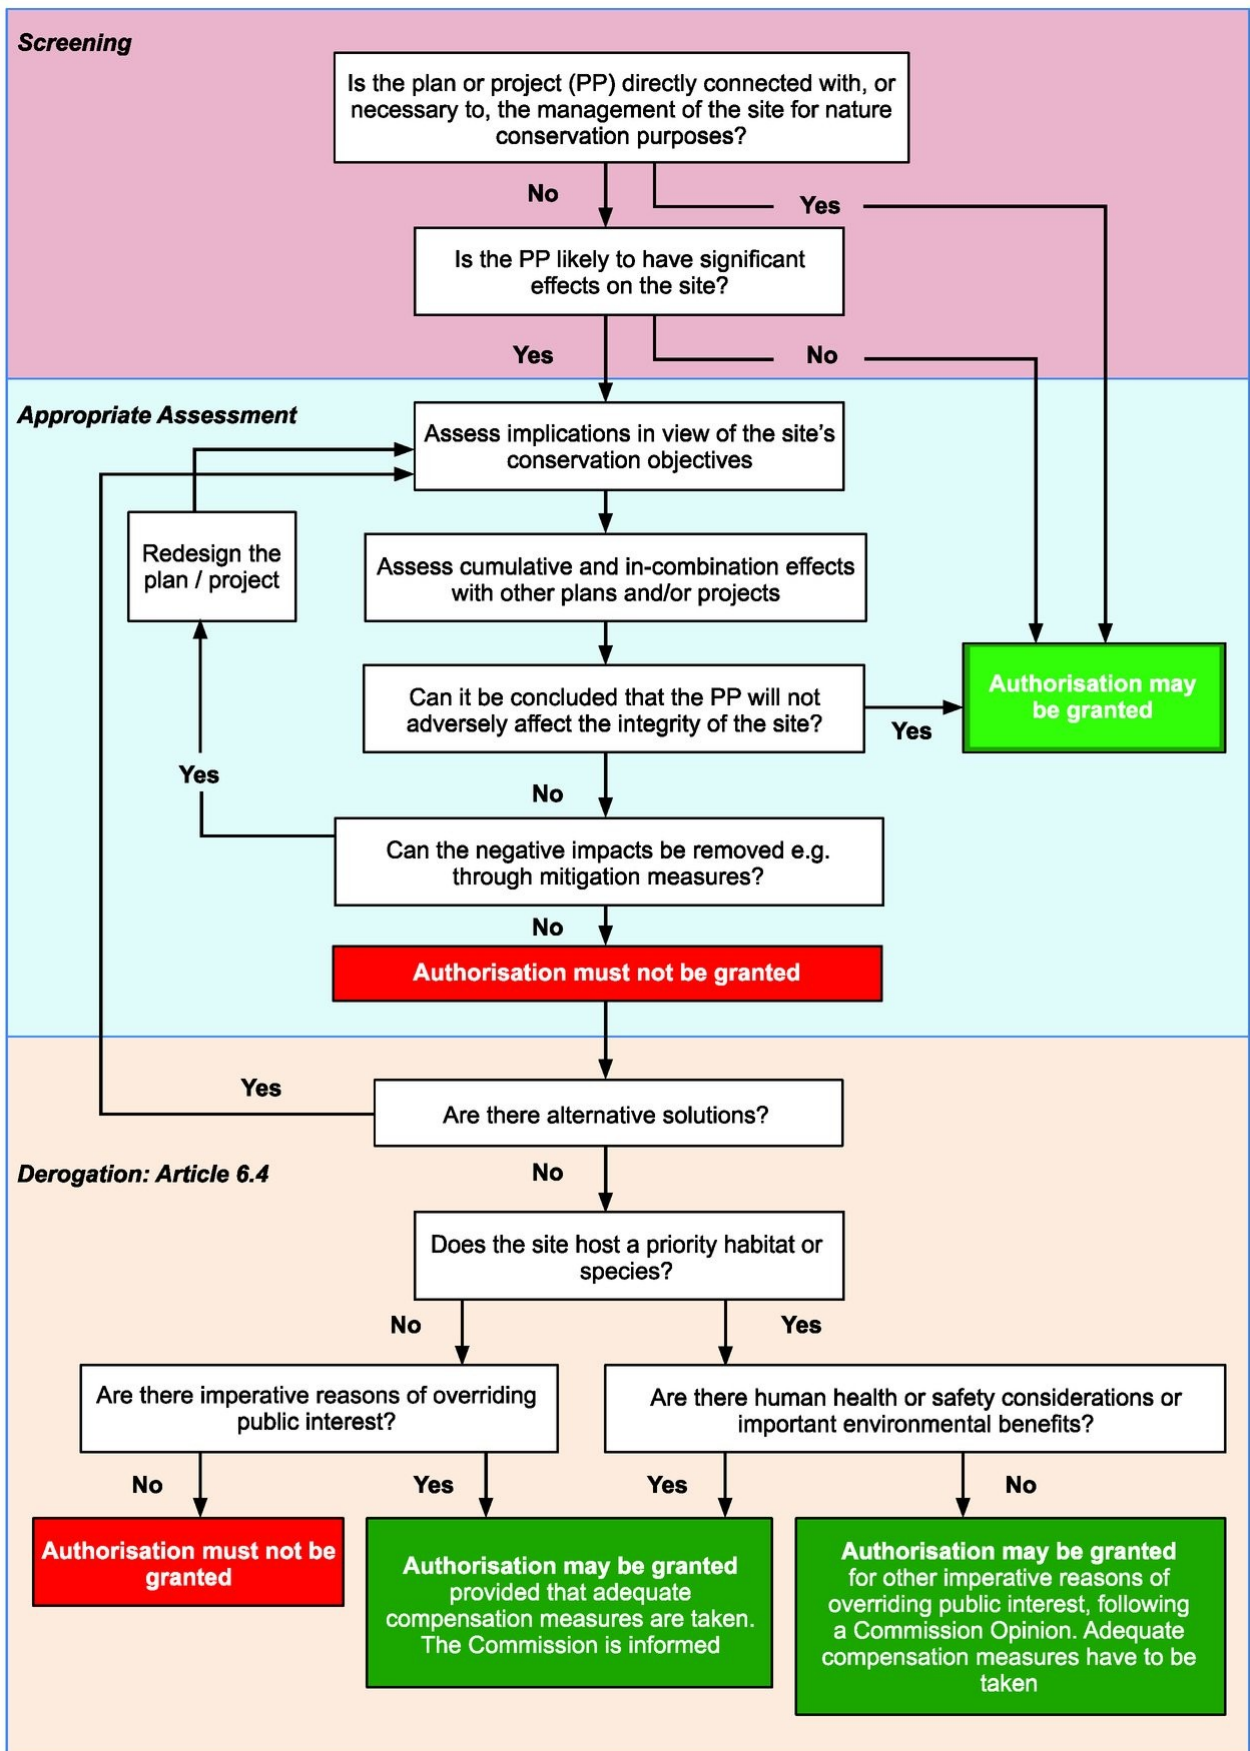 Screening
Is the plan or project (PP) directly connected with, or
necessary to, the management of the site for nature
conservation purposes?
No
Yes
Is the PP likely to have significant
effects on the site?
Yes
No
Appropriate Assessment
Assess implications in view of the site’s
conservation objectives
Redesign the
plan / project
Assess cumulative and in-combination effects
with other plans and/or projects
Can it be concluded that the PP will not
adversely affect the integrity of the site?
Authorisation may
be granted
Yes
Yes
No
Can the negative impacts be removed e.g.
through mitigation measures?
No
Authorisation must not be granted
Yes
Are there alternative solutions?
Derogation: Article 6.4
No
Does the site host a priority habitat or
species?
No
Yes
Are there imperative reasons of overriding
public interest?
Are there human health or safety considerations or
important environmental benefits?
No
Yes
Yes
No
Authorisation must not be
granted
Authorisation may be granted
provided that adequate
compensation measures are taken.
The Commission is informed
Authorisation may be granted
for other imperative reasons of
overriding public interest, following
a Commission Opinion. Adequate
compensation measures have to be
taken